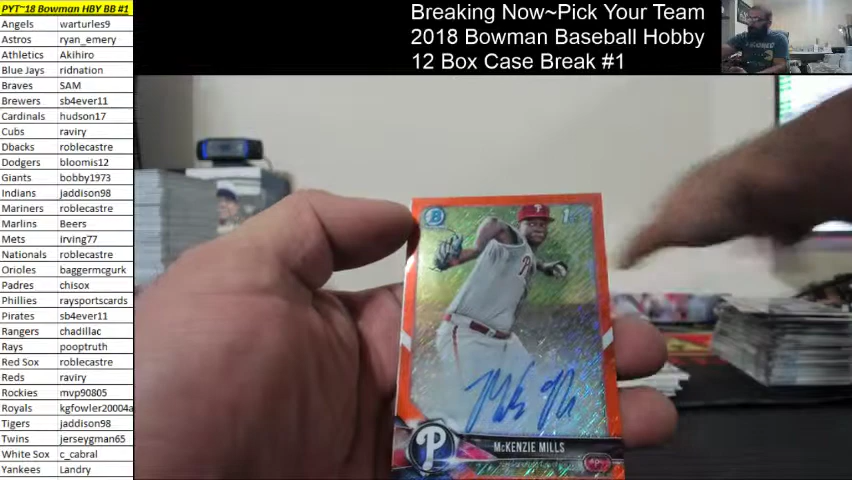 PYT~18 Bowman HBY BB #1
Angels warturles9
Astros ryan_emery
Athletics Akihiro
Blue Jays ridnation
Braves SAM
Brewers sb4ever11
Cardinals hudson17
Cubs raviry
Dbacks roblecastre
Dodgers bloomis12
Giants bobby1973
Indians jaddison98
Mariners roblecastre
Marlins Beers
Mets irving77
Nationals roblecastre
Orioles baggermcgurk
Padres chisox
Phillies raysportscards
Pirates sb4ever11
Rangers chadillac
Rays pooptruth
Red Sox roblecastre
Reds raviry
Rockies mvp90805
Royals kgfowler20004a
Tigers jaddison98
Twins jerseygman65
White Sox c_cabral
Yankees Landry
Breaking Now~Pick Your Team
2018 Bowman Baseball Hobby
12 Box Case Break #1
B
1st
P
McKENZIE MILLS